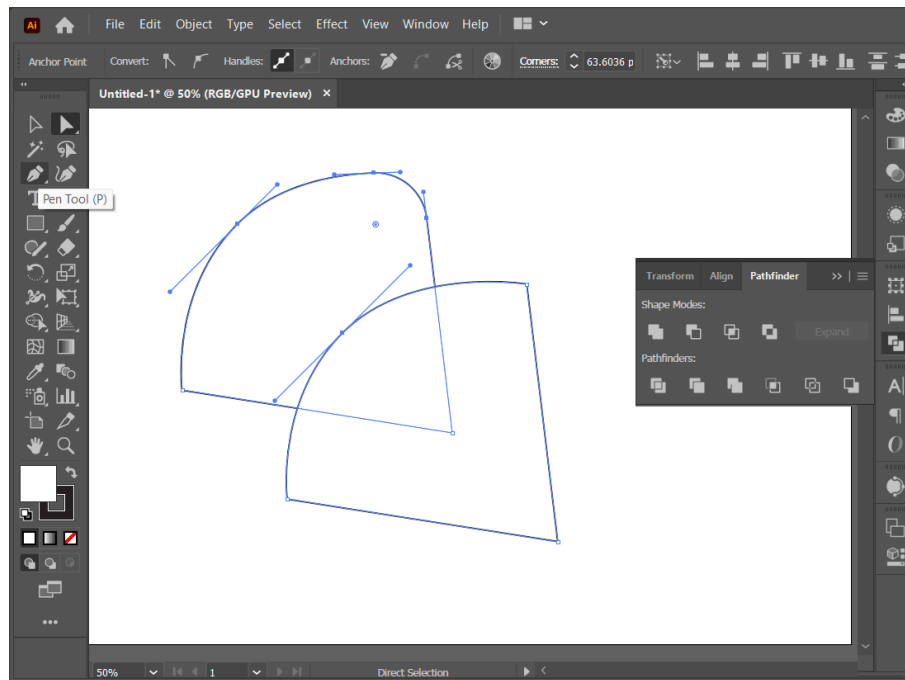 Ai File Edit Object Type Select Effect View Window Help
Anchor Point Convert: Handles: Anchors: Corners: 63.6036 p
Untitled-1* @ 50% (RGB/GPU Preview) ×
T
Pen Tool (P)
Transform Align Pathfinder
Shape Modes:
Expand
Pathfinders:
A
50% 1 Direct Selection